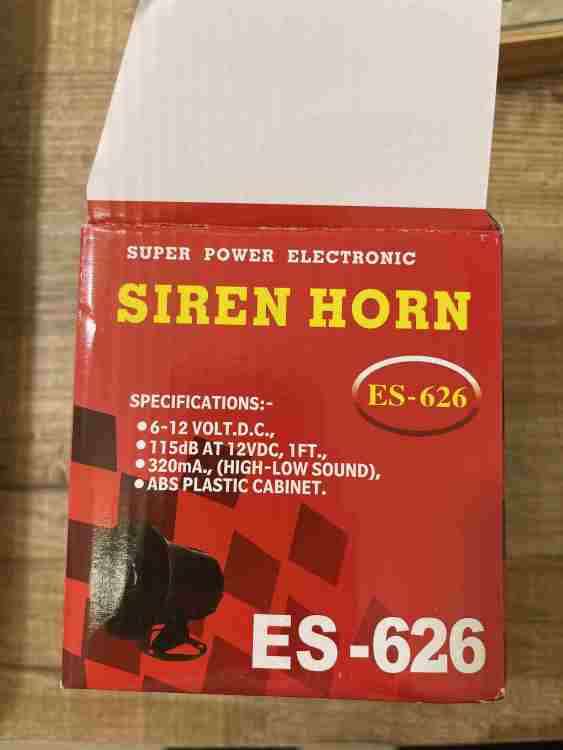 SUPER POWER ELECTRONIC
SIREN HORN
ES-626
SPECIFICATIONS:-
•6-12 VOLT.D.C.,
•115dB AT 12VDC, 1FT.,
•320mA., (HIGH-LOW SOUND),
•ABS PLASTIC CABINET.
ES-626